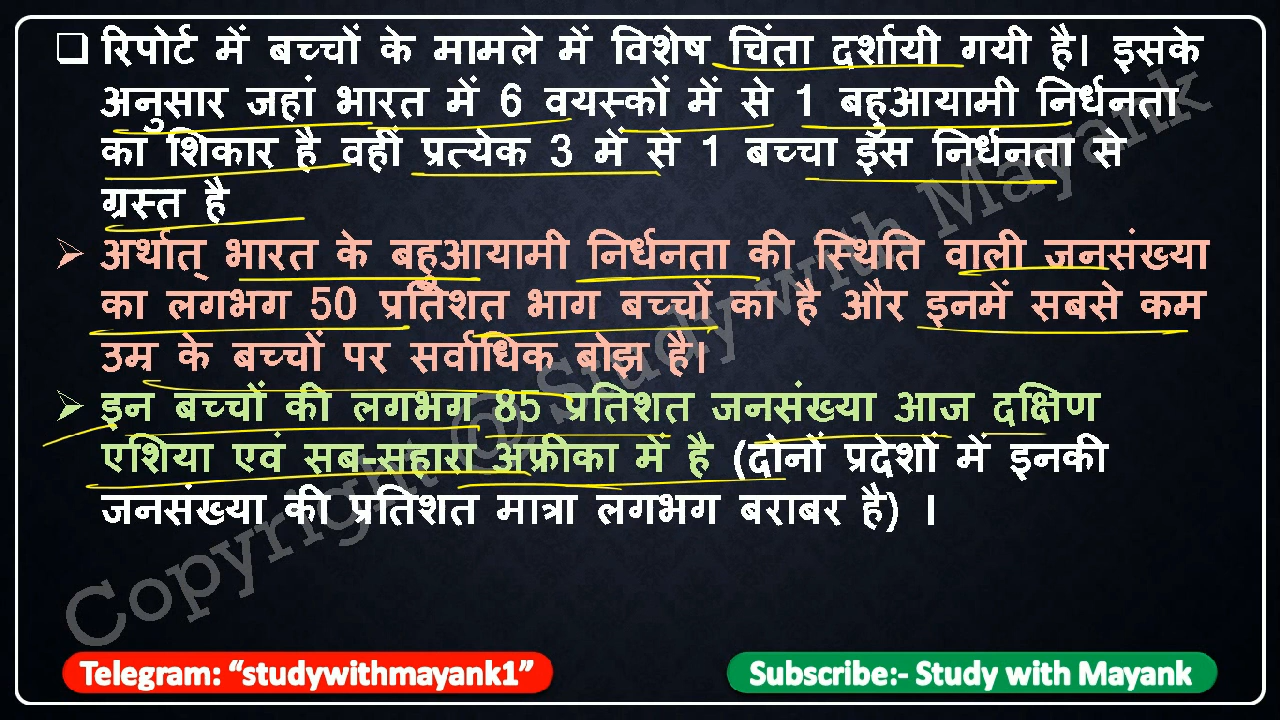 ❑ रिपोर्ट में बच्चों के मामले में विशेष चिंता दर्शायी गयी है। इसके
अनुसार जहां भारत में 6 वयस्कों में से 1 बहुआयामी निर्धनता
का शिकार है वहीं प्रत्येक 3 में से 1 बच्चा इस निर्धनता से
ग्रस्त है
➢ अर्थात् भारत के बहुआयामी निर्धनता की स्थिति वाली जनसंख्या
का लगभग 50 प्रतिशत भाग बच्चों का है और इनमें सबसे कम
उम्र के बच्चों पर सर्वाधिक बोझ है।
➢ इन बच्चों की लगभग 85 प्रतिशत जनसंख्या आज दक्षिण
एशिया एवं सब-सहारा अफ्रीका में है (दोनों प्रदेशों में इनकी
जनसंख्या की प्रतिशत मात्रा लगभग बराबर है) ।
Copyright @ Study with Mayank
Telegram: “studywithmayank1”
Subscribe:- Study with Mayank